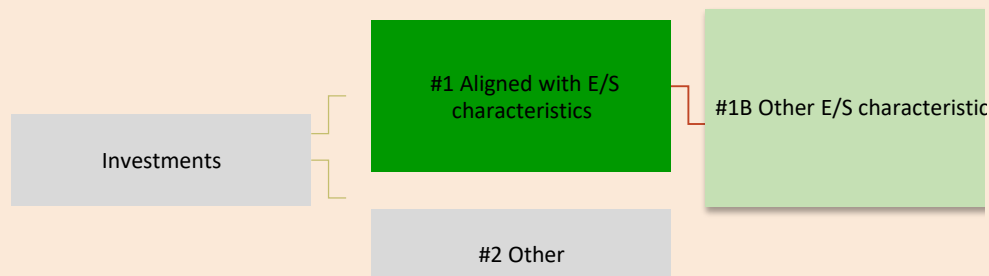 #1 Aligned with E/S
characteristics
#1B Other E/S characteristic
Investments
#2 Other